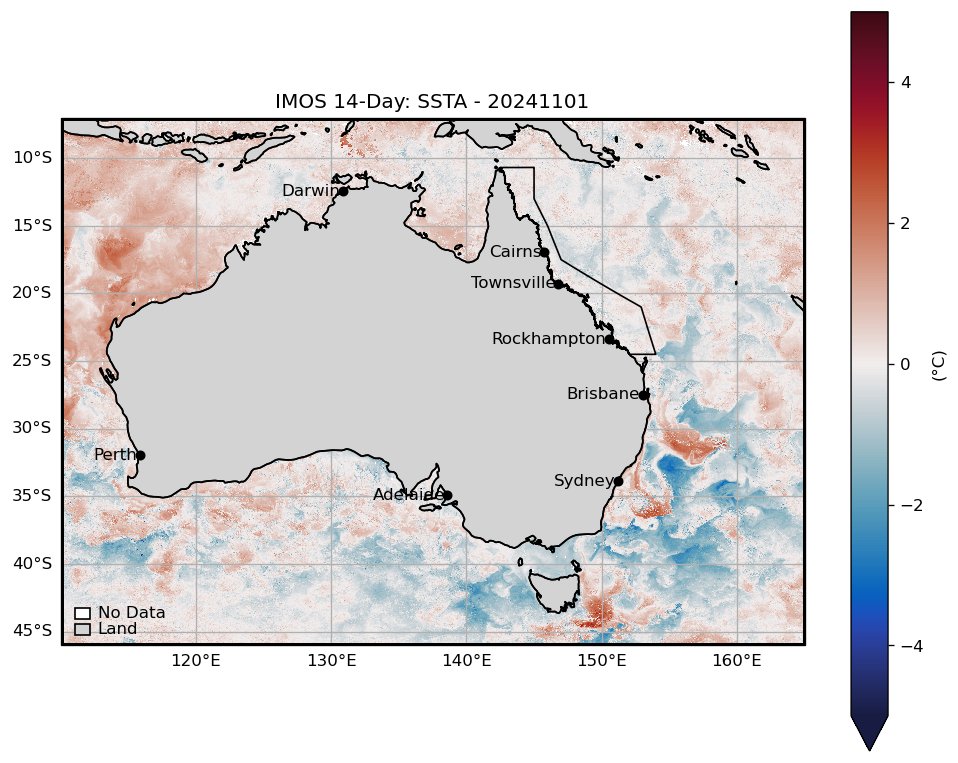 IMOS 14-Day: SSTA - 20241101
4
2
0
−2
−4
(°C)
10°S
15°S
20°S
25°S
30°S
35°S
40°S
45°S
Darwin
Cairns
Townsville
Rockhampton
Brisbane
Perth
Sydney
Adelaide
No Data
Land
120°E
130°E
140°E
150°E
160°E